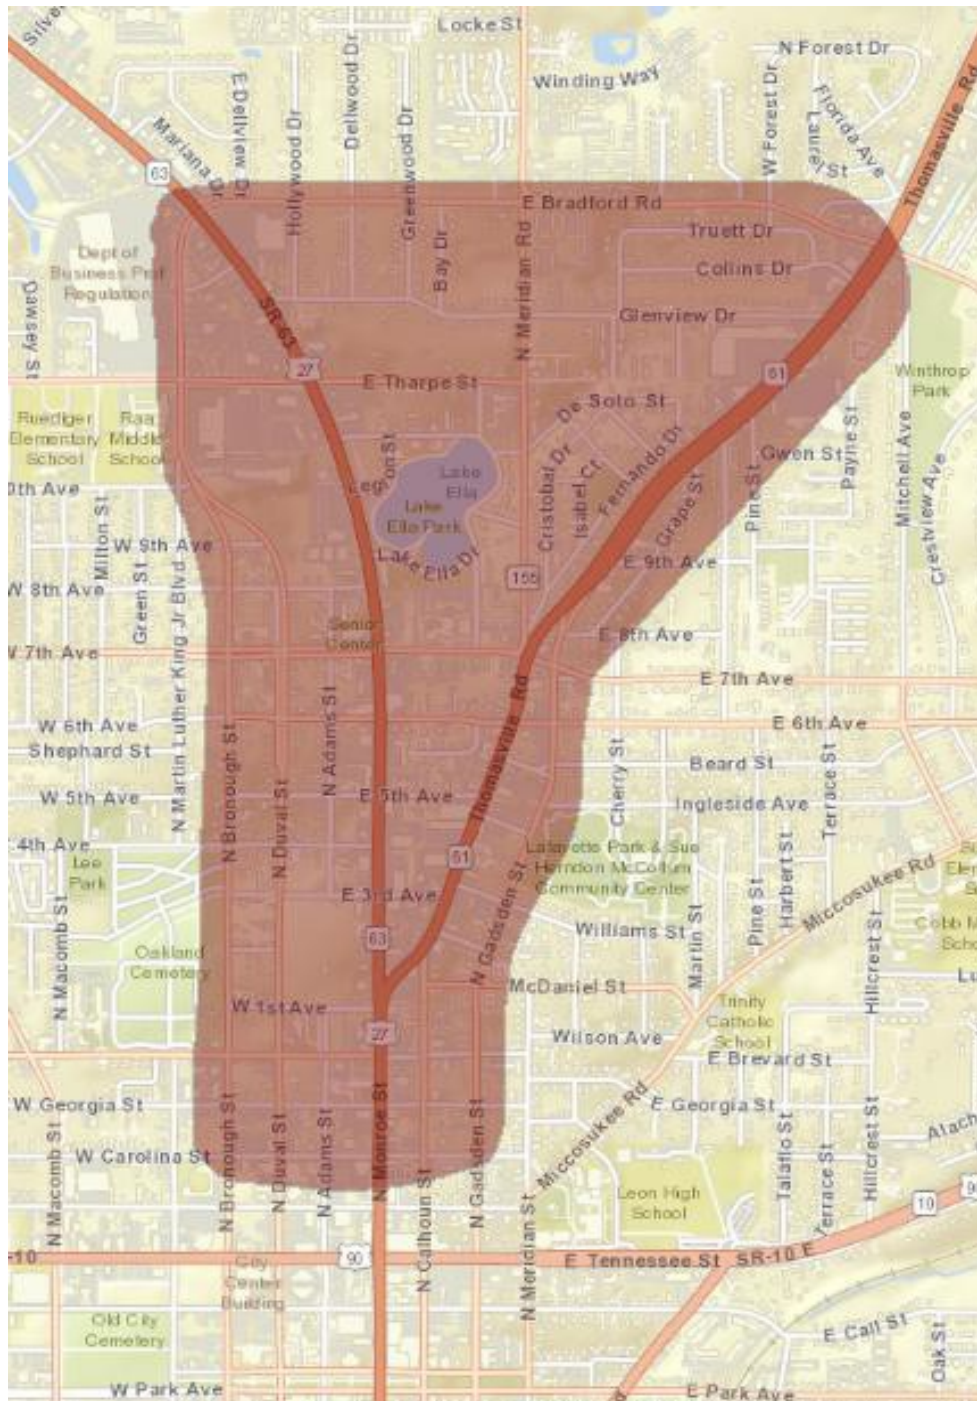 Locke St
N Forest Dr
Winding Way
E Dellview Dr
Hollywood Dr
Dellwood Dr
Greenwood Dr
W Forest Dr
Florida Ave
Laurel St
Thomasville Rd
Mariana Dr
63
E Bradford Rd
Truett Dr
Collins Dr
Bay Dr
N Meridian Rd
Dept of
Business Prof
Regulation
SR-63
Glenview Dr
27
61
E Tharpe St
Winthrop
Park
De Soto St
Ruediger
Elementary
School
Raa
Middle
School
Lake
Ella
Lake
Ella Park
Cristobal Dr
Isabel Ct
Fernando Dr
Grape St
Gwen St
Payne St
Pine St
Mitchell Ave
Crestview Ave
Milton St
W 9th Ave
Lake Ella Dr
155
E 9th Ave
W 8th Ave
Green St
N Martin Luther King Jr Blvd
Senior
Center
E 8th Ave
W 7th Ave
E 7th Ave
W 6th Ave
E 6th Ave
Shephard St
N Adams St
Thomasville Rd
Beard St
Cherry St
Terrace St
W 5th Ave
E 5th Ave
Ingleside Ave
N Bronough St
N Duval St
4th Ave
Lee
Park
61
Lafayette Park & Sue
Herndon McCollum
Community Center
Harbert St
Miccosukee Rd
E 3rd Ave
N Gadsden St
Williams St
Martin St
Pine St
63
Oakland
Cemetery
N Macomb St
McDaniel St
Hillcrest St
W 1st Ave
27
Trinity
Catholic
School
Wilson Ave
E Brevard St
W Georgia St
E Georgia St
Miccosukee Rd
W Carolina St
N Macomb St
N Bronough St
N Duval St
N Adams St
N Monroe St
N Calhoun St
N Gadsden St
N Meridian St
Leon High
School
Talaflo St
Terrace St
Hillcrest St
90
E Tennessee St
SR-10 E
City
Center
Building
Old City
Cemetery
E Call St
Oak St
W Park Ave
E Park Ave